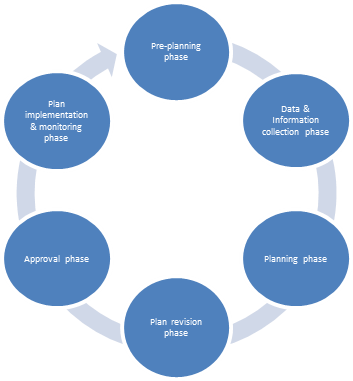 Pre-planning
phase
Data &
Information
collection phase
Planning phase
Plan revision
phase
Approval phase
Plan
implementation
& monitoring
phase